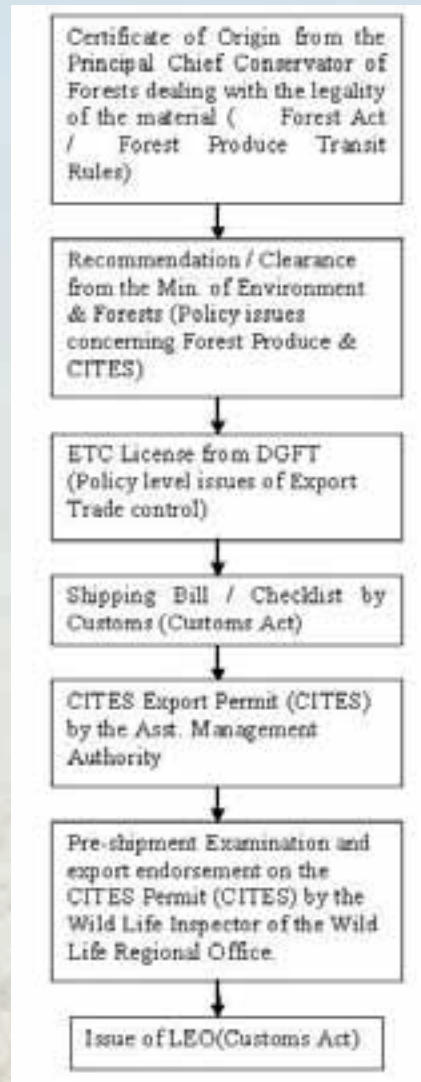 Certificate of Origin from the
Principal Chief Conservator of
Forests dealing with the legality
of the material ( Forest Act
/ Forest Produce Transit
Rules)
Recommendation / Clearance
from the Min. of Environment
& Forests (Policy issues
concerning Forest Produce &
CITES)
ETC License from DGFT
(Policy level issues of Export
Trade control)
Shipping Bill / Checklist by
Customs (Customs Act)
CITES Export Permit (CITES)
by the Asst. Management
Authority
Pre-shipment Examination and
export endorsement on the
CITES Permit (CITES) by the
Wild Life Inspector of the Wild
Life Regional Office.
Issue of LEO(Customs Act)